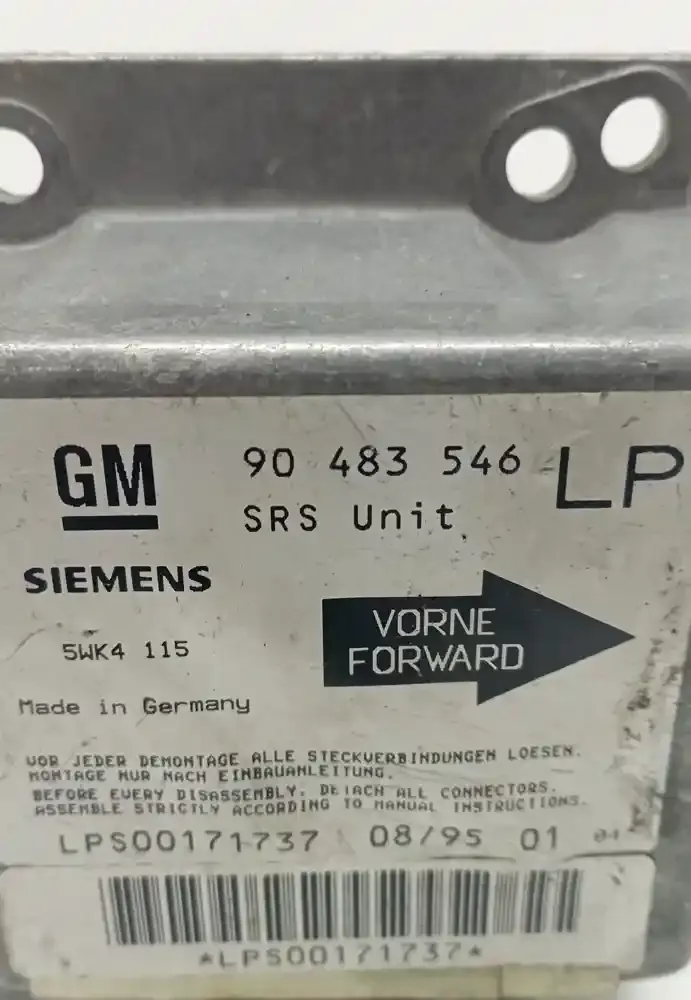 GM 90 483 546 LP
SRS Unit
SIEMENS
VORNE
FORWARD
5WK4 115
Made in Germany
VOR JEDER DEMONTAGE ALLE STECKVERBINDUNGEN LOESEN.
MONTAGE NUR NACH EINBAUANLEITUNG.
BEFORE EVERY DISASSEMBLY. DETACH ALL CONNECTORS.
ASSEMBLE STRICTLY ACCORDING TO MANUAL INSTRUCTIONS.
LPS00171737 08/95 01 04
*LPS00171737*